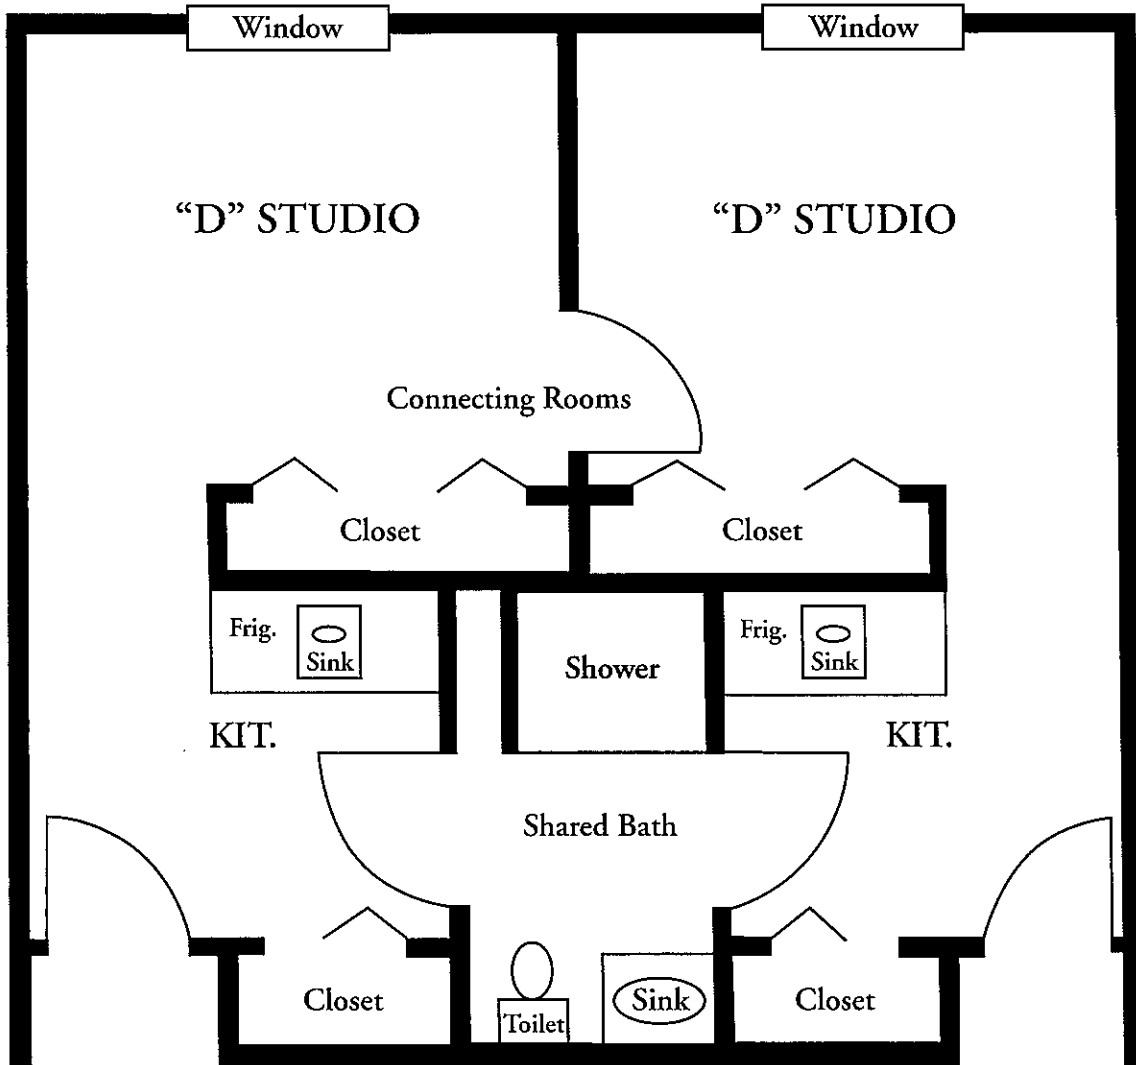 Window
Window
“D” STUDIO
“D” STUDIO
Connecting Rooms
Closet
Closet
Frig.
Sink
Shower
Frig.
Sink
KIT.
KIT.
Shared Bath
Closet
Toilet
Sink
Closet